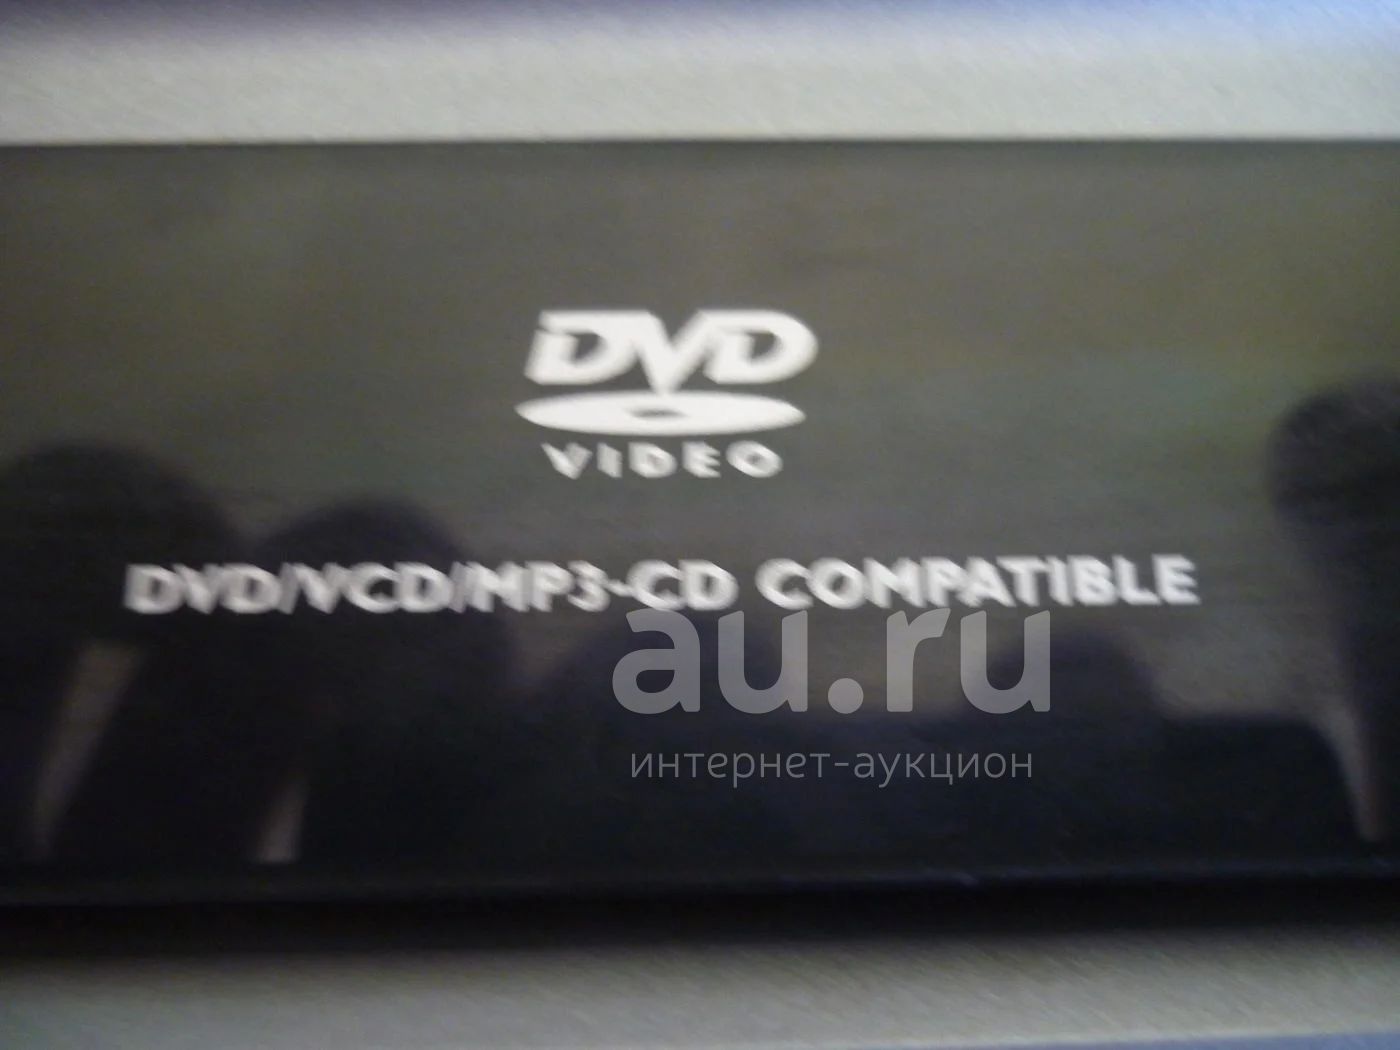 DVD
VIDEO
DVD/VCD/MP3-CD COMPATIBLE
au.ru
интернет-аукцион